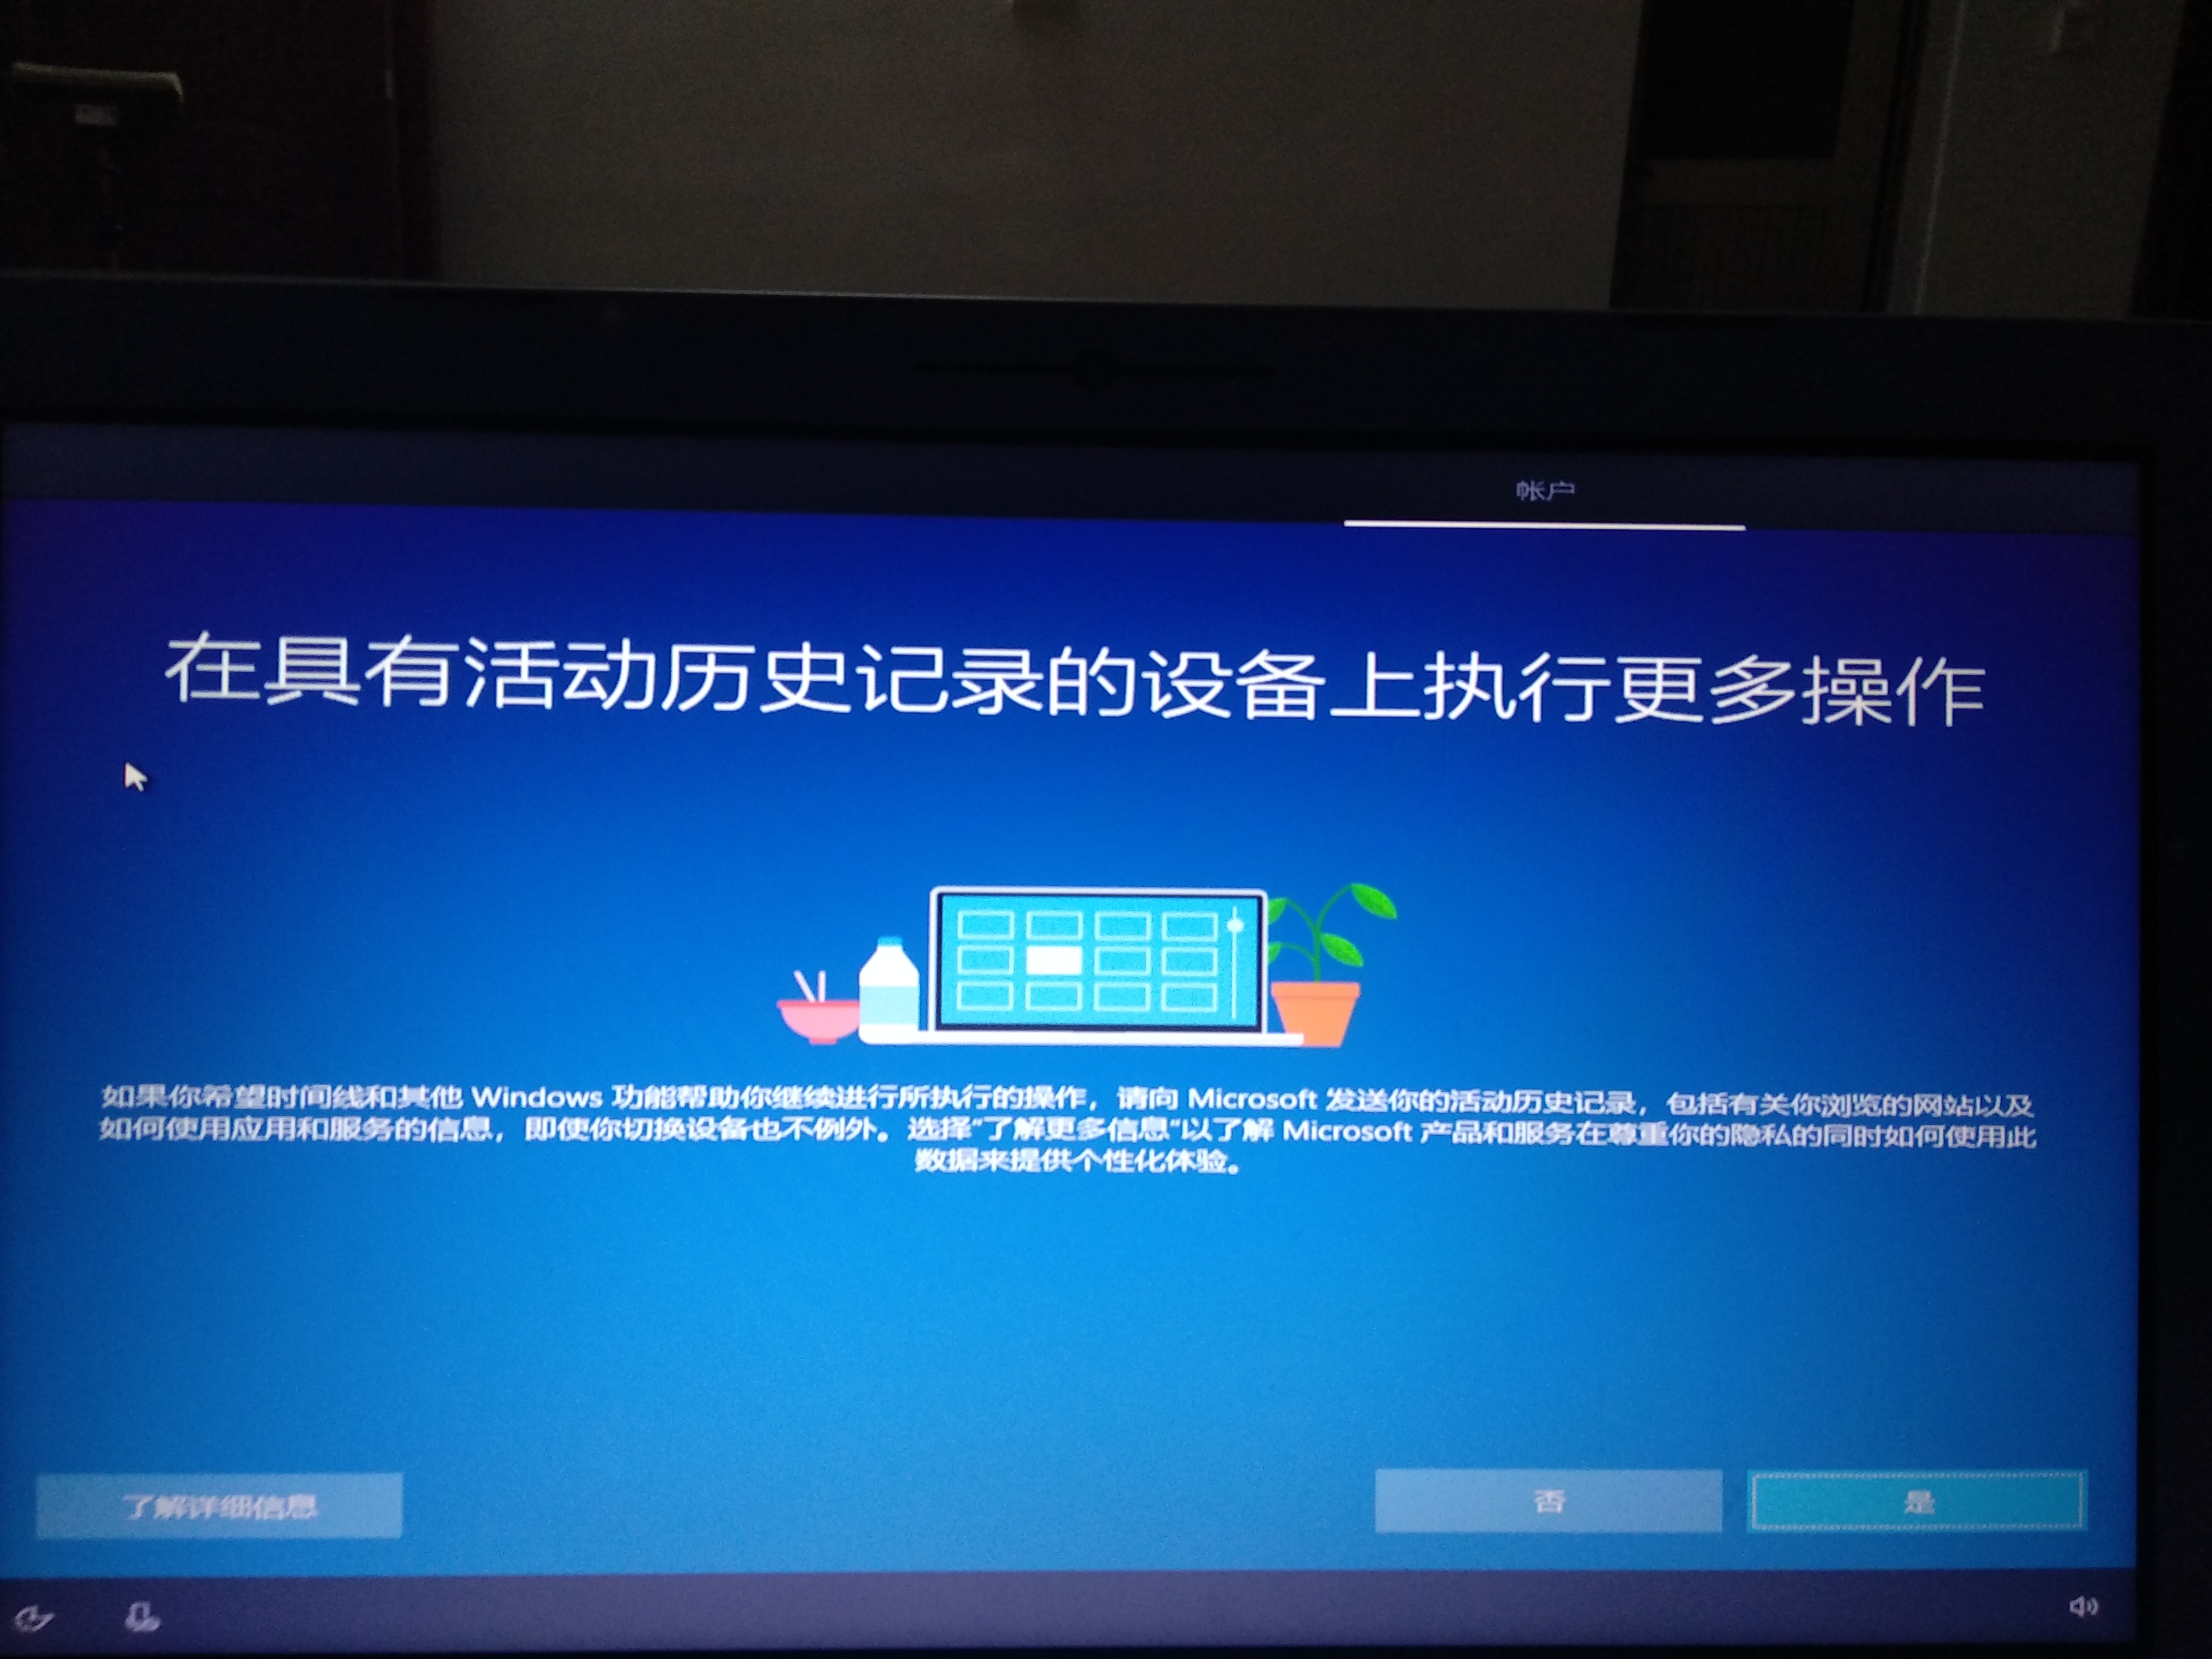 帐户
在具有活动历史记录的设备上执行更多操作
如果你希望时间线和其他 Windows 功能帮助你继续进行所执行的操作，请向 Microsoft 发送你的活动历史记录，包括有关你浏览的网站以及
如何使用应用和服务的信息，即使你切换设备也不例外。选择"了解更多信息"以了解 Microsoft 产品和服务在尊重你的隐私的同时如何使用此
数据来提供个性化体验。
了解详细信息
否
是